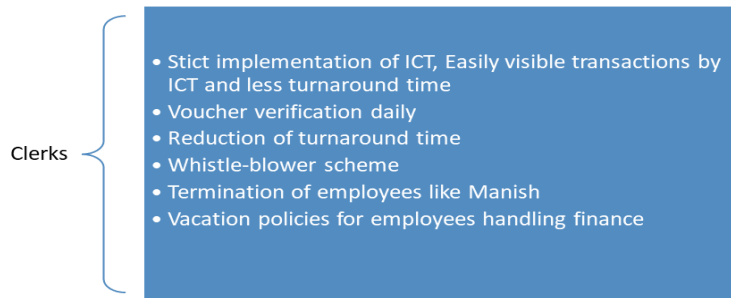 Clerks
• Stict implementation of ICT, Easily visible transactions by
ICT and less turnaround time
• Voucher verification daily
• Reduction of turnaround time
• Whistle-blower scheme
• Termination of employees like Manish
• Vacation policies for employees handling finance